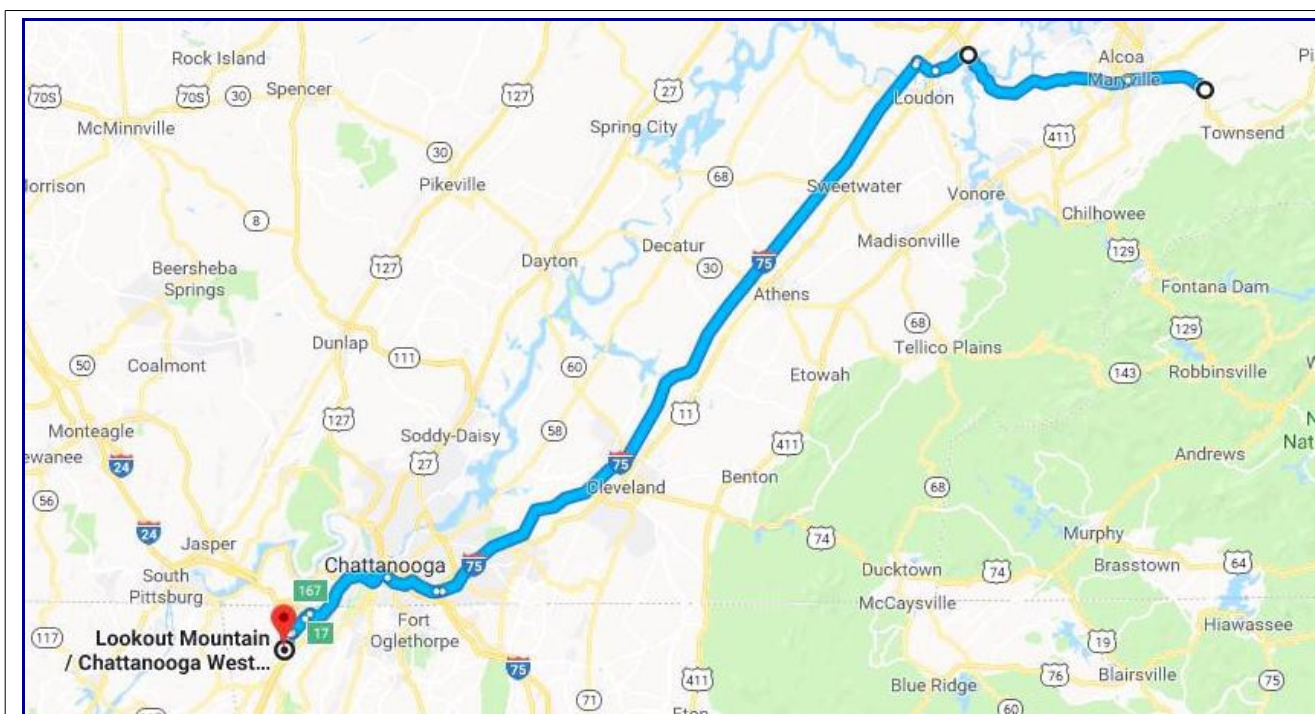 Rock Island
Alcoa
Pi
70S
70S
30
Spencer
127
27
Maryville
McMinnville
Loudon
Spring City
411
Townsend
30
68
Morrison
Pikeville
Sweetwater
Vonore
8
Chilhowee
Decatur
Madisonville
129
Beersheba
Springs
127
Dayton
30
75
Athens
Fontana Dam
68
129
Dunlap
111
Tellico Plains
50
Coalmont
60
Etowah
143
Robbinsville
127
11
Monteagle
Soddy-Daisy
58
411
N
Nat
ewanee
24
27
75
Andrews
Cleveland
Benton
56
68
24
Jasper
74
Murphy
Chattanooga
75
Brasstown
64
South
Pittsburg
167
Ducktown
74
McCaysville
117
Lookout Mountain
/ Chattanooga West...
17
Fort
Oglethorpe
19
Hiawassee
75
411
Blue Ridge
76
Blairsville
75
71
60